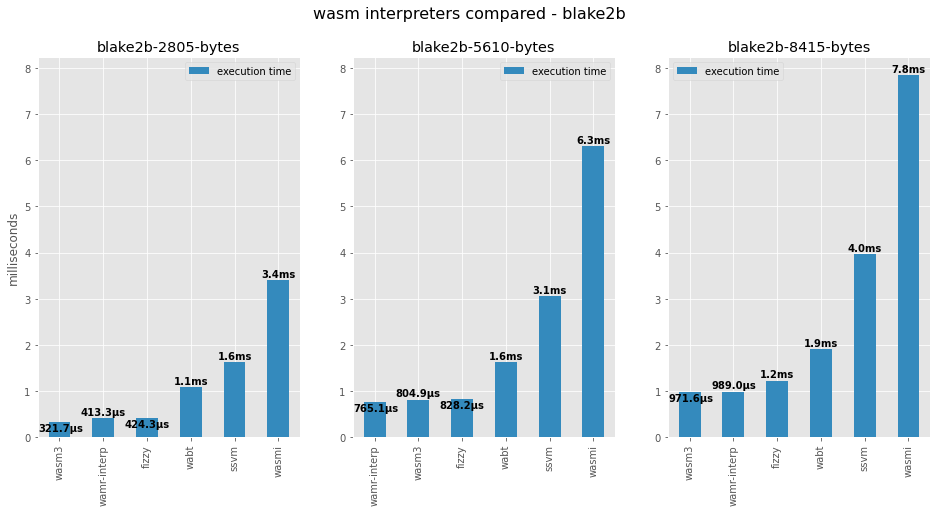 wasm interpreters compared - blake2b
blake2b-2805-bytes
execution time
milliseconds
8
7
6
5
4
3
2
1
0
321.7µs
413.3µs
424.3µs
1.1ms
1.6ms
3.4ms
wasm3
wamr-interp
fizzy
wabt
ssvm
wasmi
blake2b-5610-bytes
execution time
8
7
6
5
4
3
2
1
0
765.1µs
804.9µs
828.2µs
1.6ms
3.1ms
6.3ms
wamr-interp
wasm3
fizzy
wabt
ssvm
wasmi
blake2b-8415-bytes
execution time
8
7
6
5
4
3
2
1
0
971.6µs
989.0µs
1.2ms
1.9ms
4.0ms
7.8ms
wasm3
wamr-interp
fizzy
wabt
ssvm
wasmi